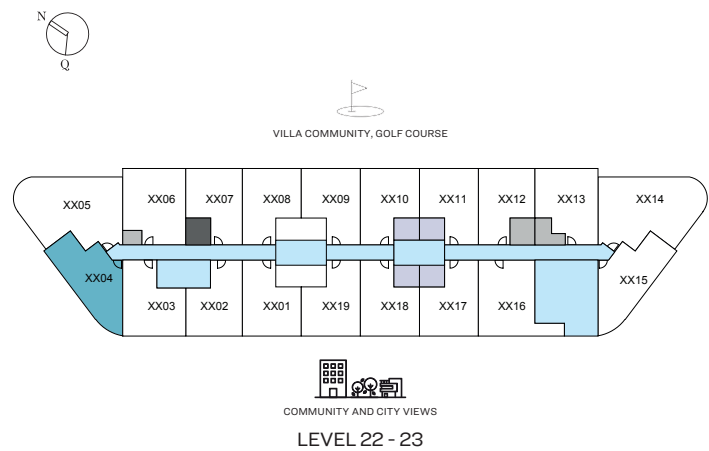 N
Q
VILLA COMMUNITY, GOLF COURSE
XX05 XX06 XX07 XX08 XX09 XX10 XX11 XX12 XX13 XX14
XX04 XX03 XX02 XX01 XX19 XX18 XX17 XX16 XX15
COMMUNITY AND CITY VIEWS
LEVEL 22 - 23